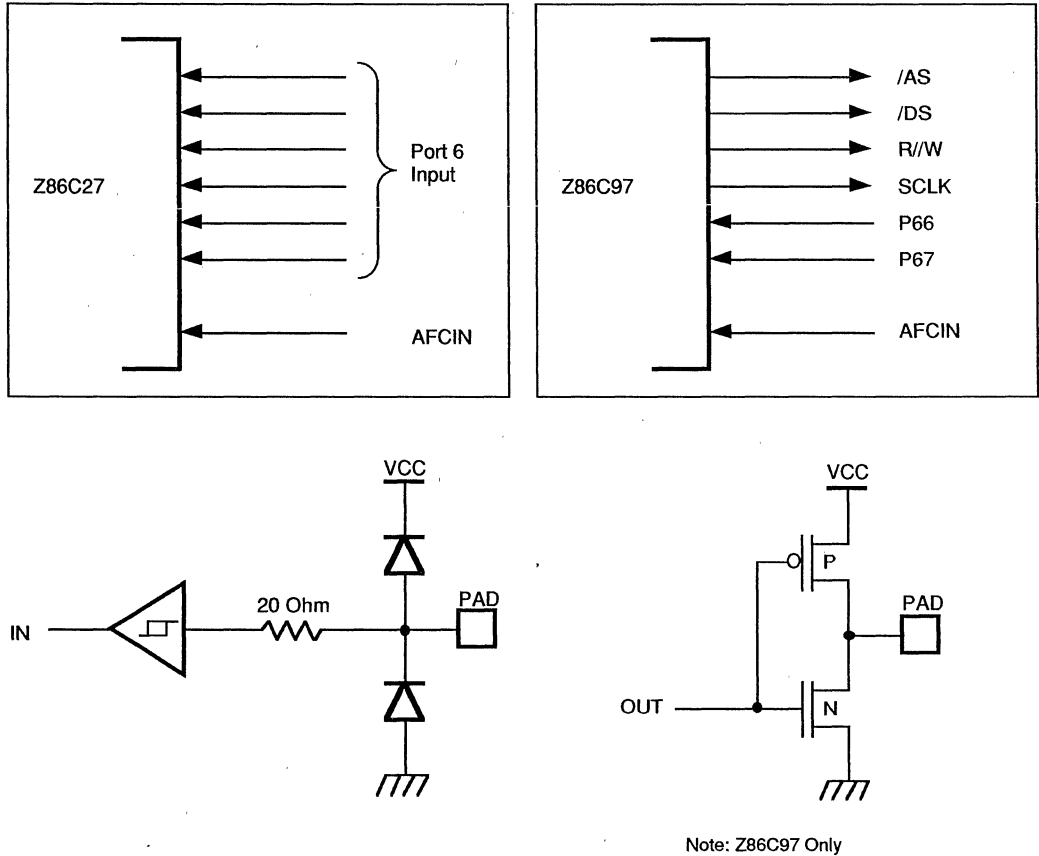 Z86C27
Port 6
Input
AFCIN
Z86C97
/AS
/DS
R//W
SCLK
P66
P67
AFCIN
VCC
20 Ohm
PAD
IN
VCC
P
PAD
OUT
N
Note: Z86C97 Only